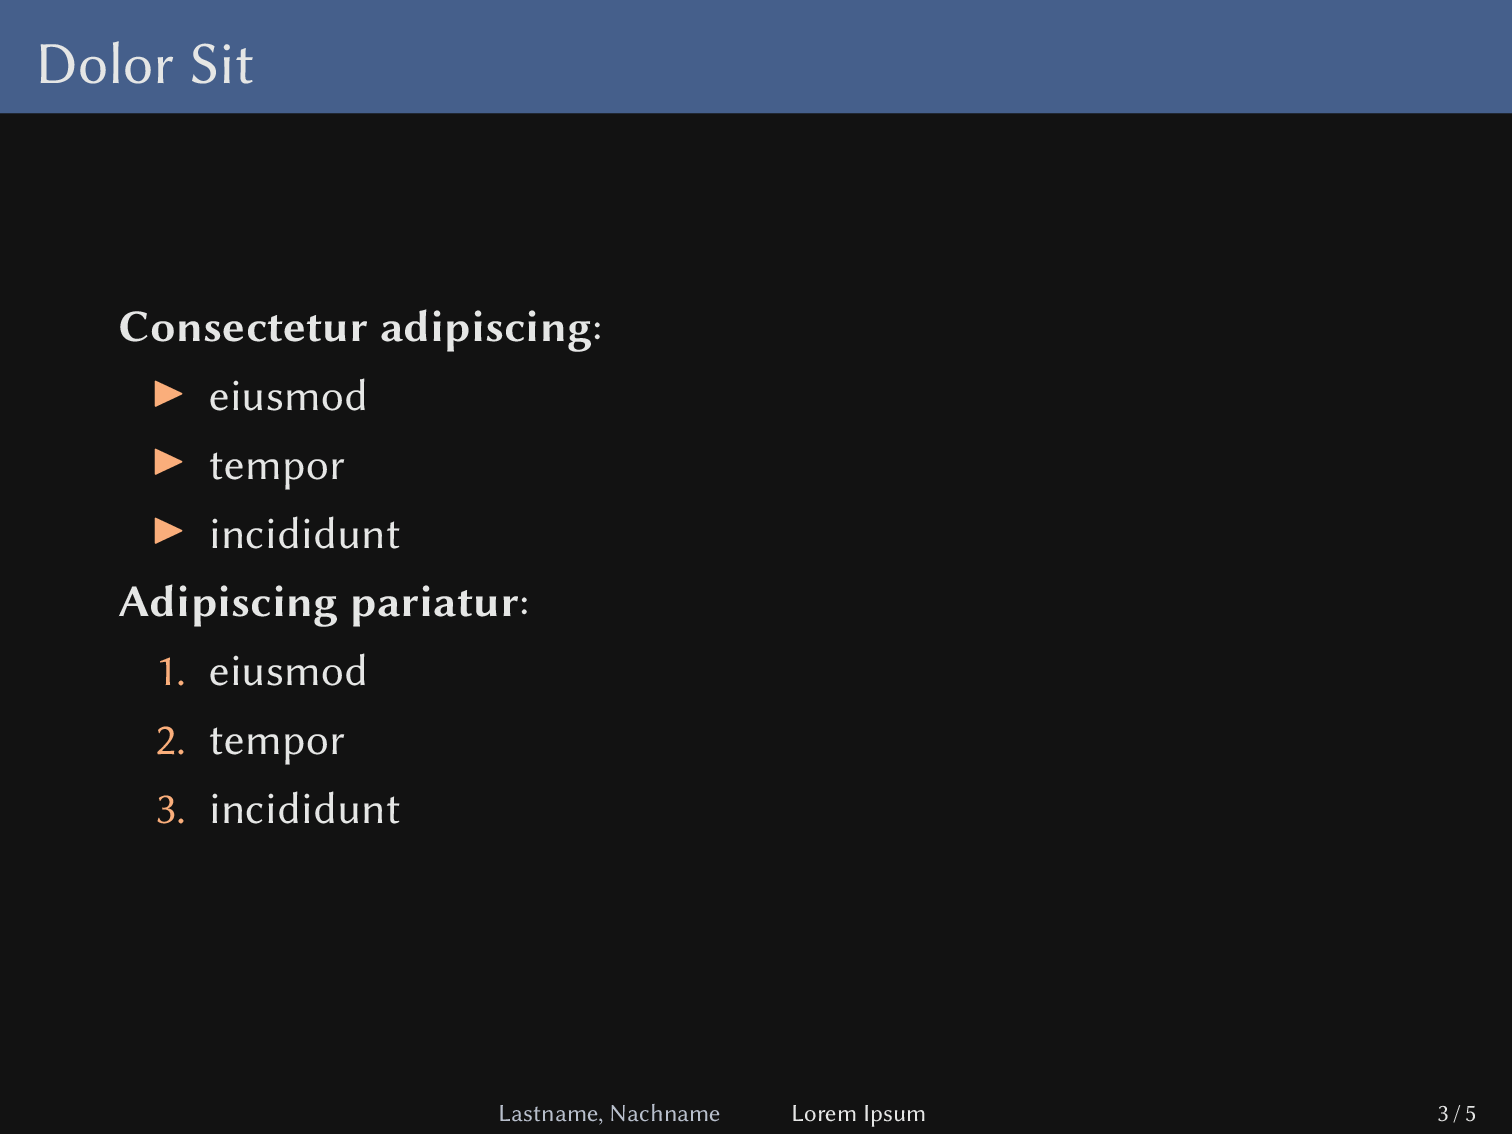 Dolor Sit
Consectetur adipiscing:
▶ eiusmod
▶ tempor
▶ incididunt
Adipiscing pariatur:
1. eiusmod
2. tempor
3. incididunt
Lastname, Nachname Lorem Ipsum 3 / 5